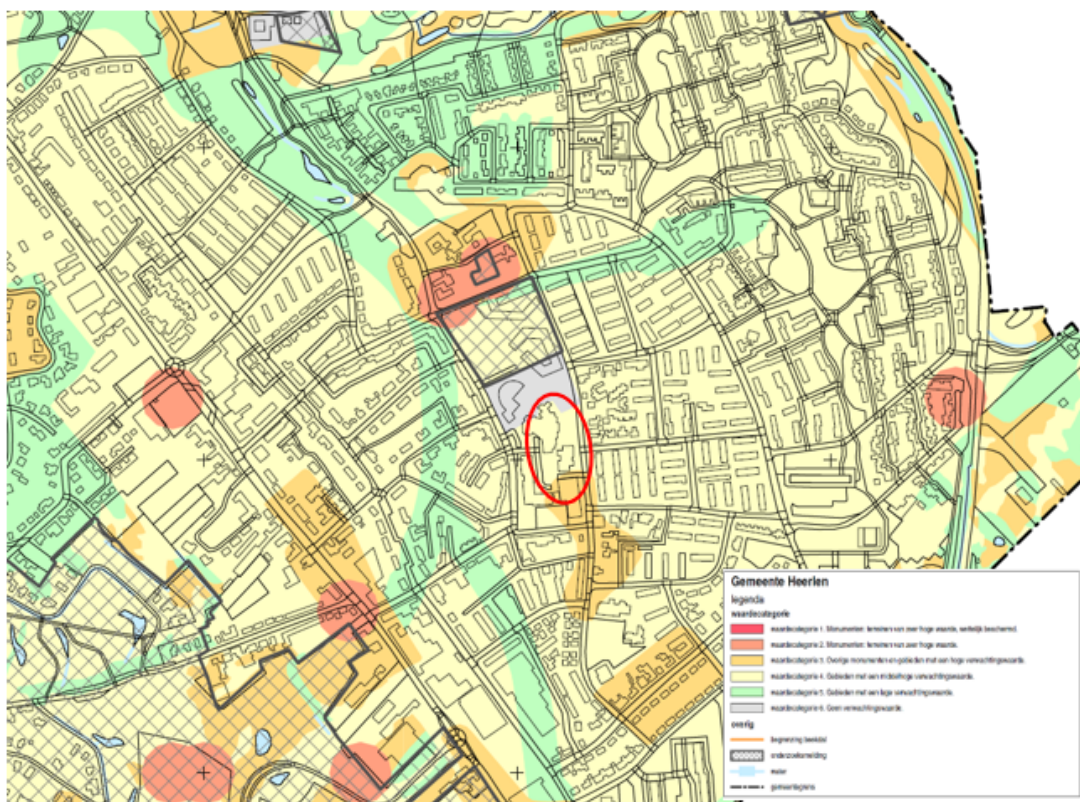 Gemeente Heerlen
legenda
waardecategorie
waardecategorie 1. Monumenten: terreinen van zeer hoge waarde, wettelijk beschermd.
waardecategorie 2. Monumenten: terreinen van zeer hoge waarde.
waardecategorie 3. Overige monumenten en gebieden met een hoge verwachtingswaarde.
waardecategorie 4. Gebieden met een middelhoge verwachtingswaarde.
waardecategorie 5. Gebieden met een lage verwachtingswaarde.
waardecategorie 6. Geen verwachtingswaarde.
overig
begrenzing beekdal
onderzoeksmelding
water
gemeentegrens